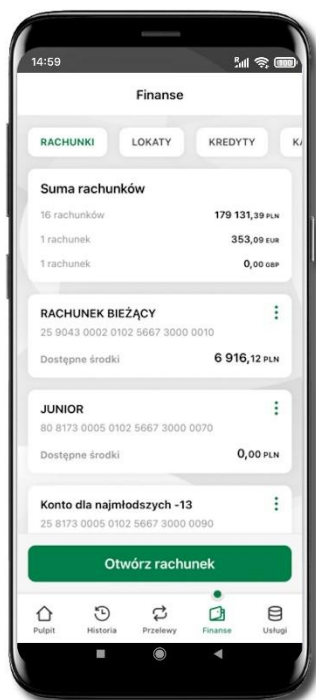 14:59
Finanse
RACHUNKI LOKATY KREDYTY
Suma rachunków
16 rachunków 179 131,39 PLN
1 rachunek 353,09 EUR
1 rachunek 0,00 GBP
RACHUNEK BIEŻĄCY
25 9043 0002 0102 5667 3000 0010
Dostępne środki 6 916,12 PLN
JUNIOR
80 8173 0005 0102 5667 3000 0070
Dostępne środki 0,00 PLN
Konto dla najmłodszych -13
25 8173 0005 0102 5667 3000 0090
Otwórz rachunek
Pulpit Historia Przelewy Finanse Usługi